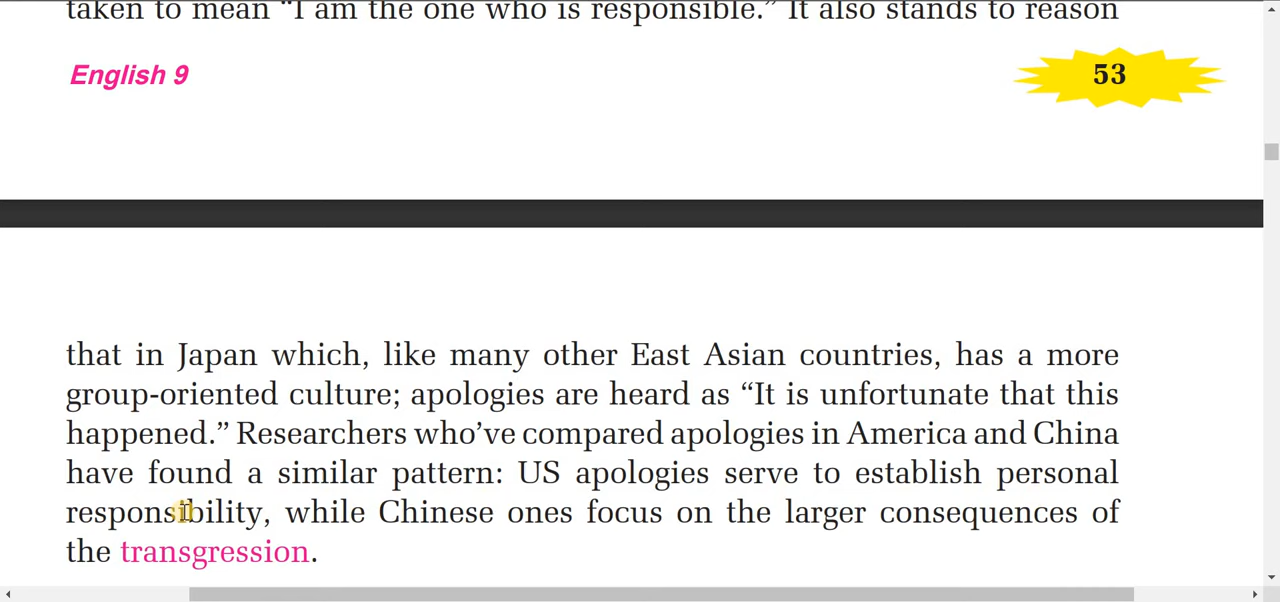 taken to mean “I am the one who is responsible.” It also stands to reason
English 9
53
that in Japan which, like many other East Asian countries, has a more
group-oriented culture; apologies are heard as “It is unfortunate that this
happened.” Researchers who’ve compared apologies in America and China
have found a similar pattern: US apologies serve to establish personal
responsibility, while Chinese ones focus on the larger consequences of
the transgression.